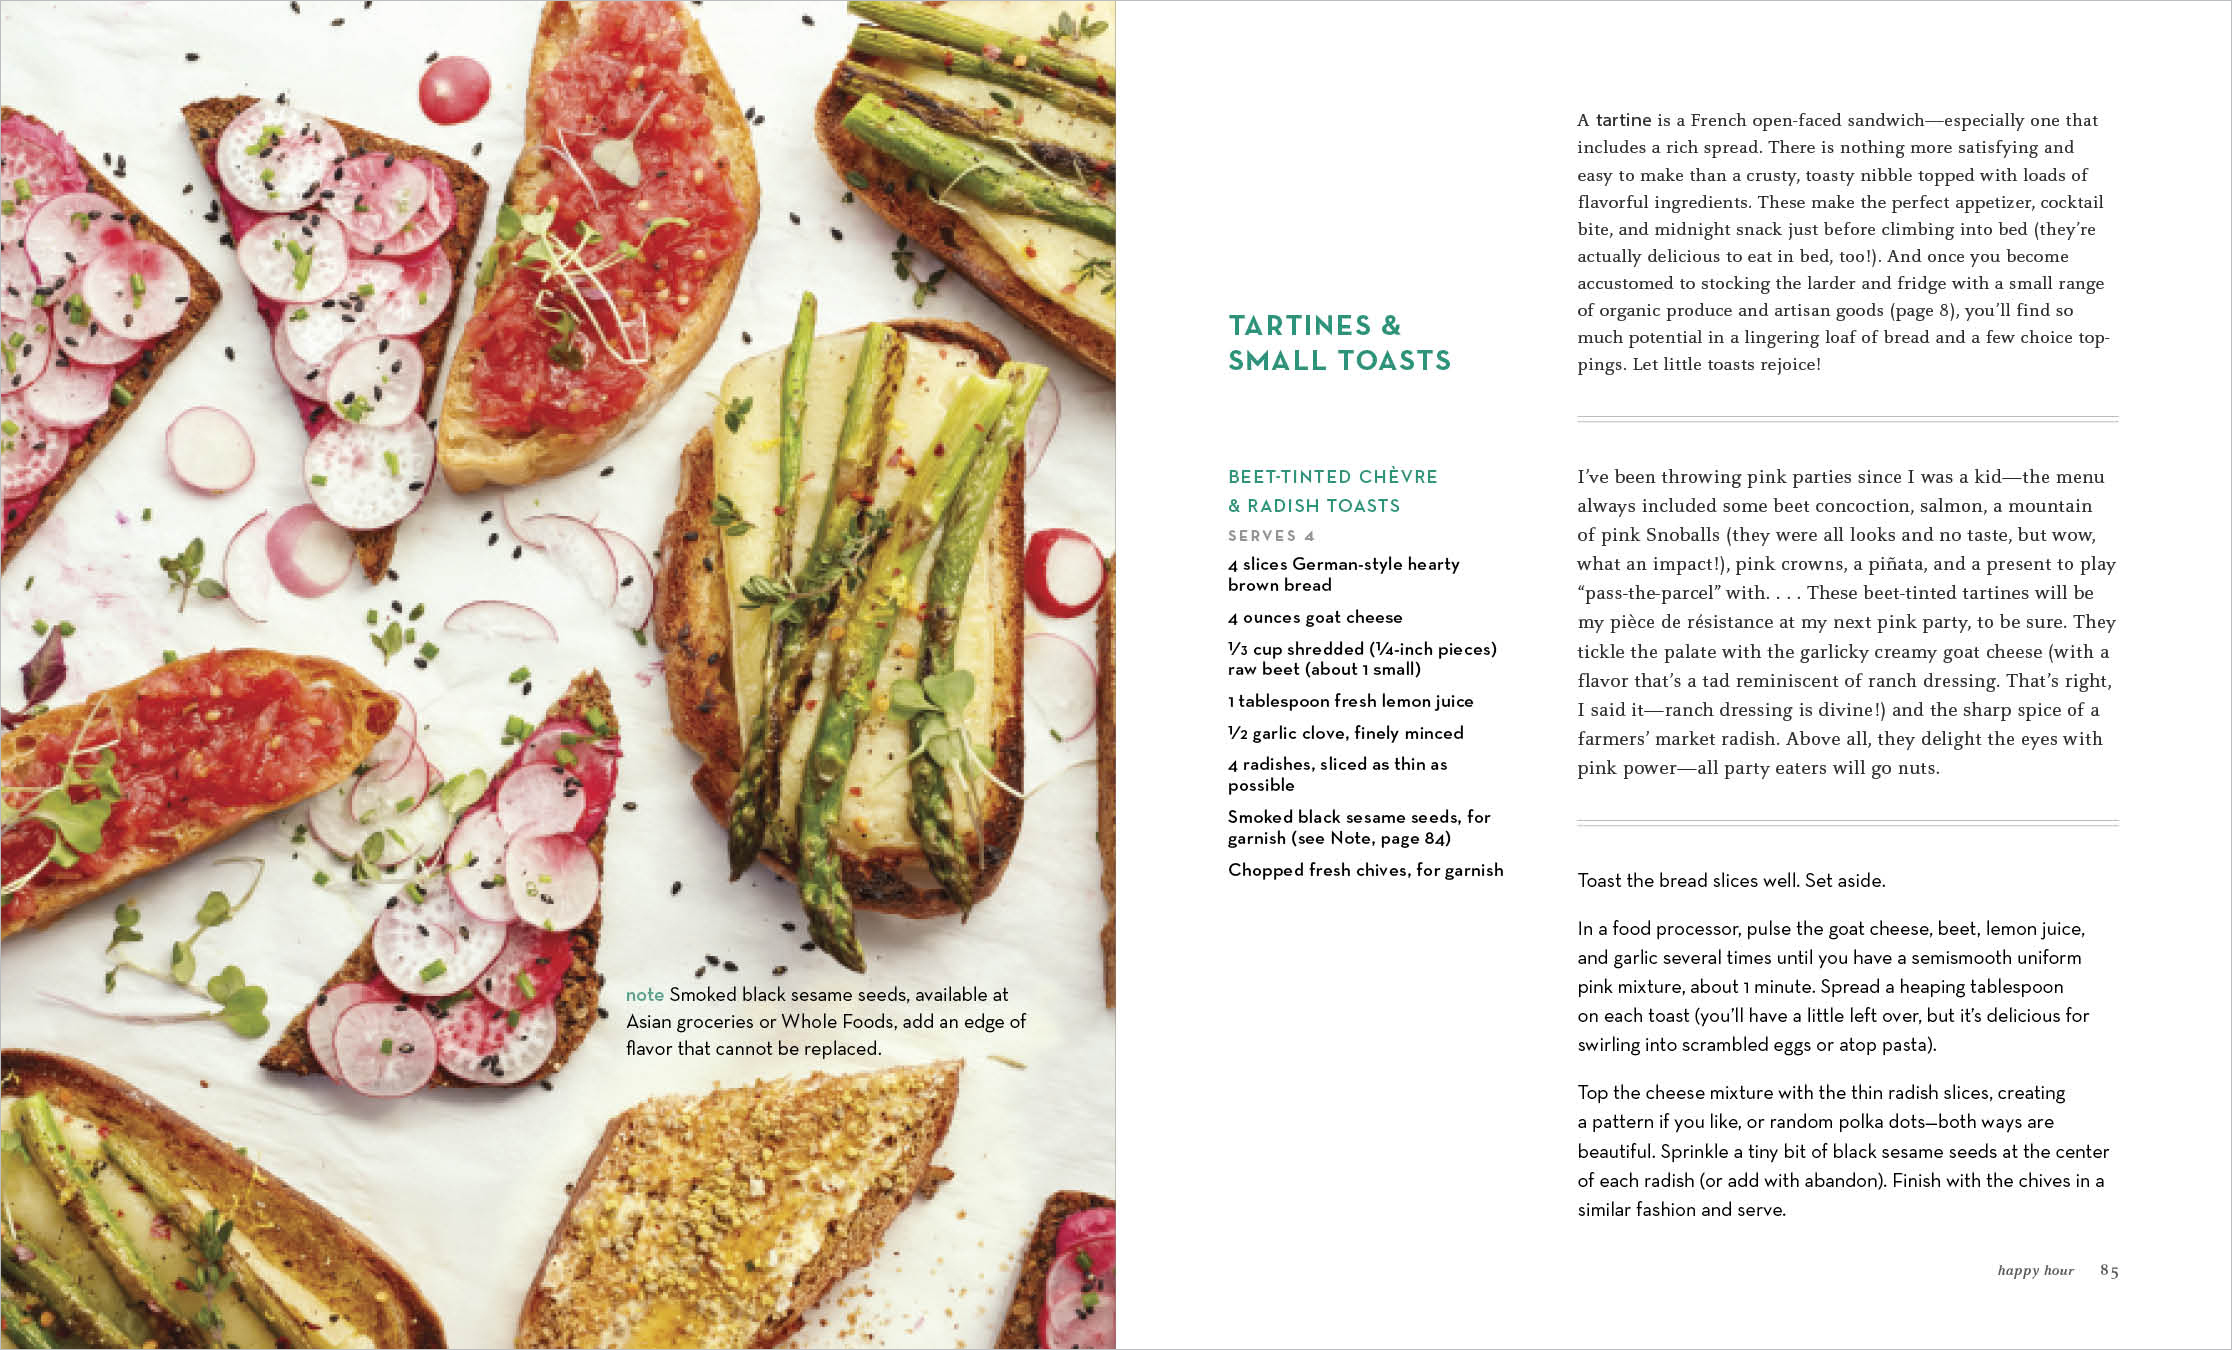 note Smoked black sesame seeds, available at
Asian groceries or Whole Foods, add an edge of
flavor that cannot be replaced.
TARTINES &
SMALL TOASTS
A tartine is a French open-faced sandwich—especially one that
includes a rich spread. There is nothing more satisfying and
easy to make than a crusty, toasty nibble topped with loads of
flavorful ingredients. These make the perfect appetizer, cocktail
bite, and midnight snack just before climbing into bed (they’re
actually delicious to eat in bed, too!). And once you become
accustomed to stocking the larder and fridge with a small range
of organic produce and artisan goods (page 8), you’ll find so
much potential in a lingering loaf of bread and a few choice top-
pings. Let little toasts rejoice!
BEET-TINTED CHÈVRE
& RADISH TOASTS
SERVES 4
4 slices German-style hearty
brown bread
4 ounces goat cheese
⅓ cup shredded (¼-inch pieces)
raw beet (about 1 small)
1 tablespoon fresh lemon juice
½ garlic clove, finely minced
4 radishes, sliced as thin as
possible
Smoked black sesame seeds, for
garnish (see Note, page 84)
Chopped fresh chives, for garnish
I’ve been throwing pink parties since I was a kid—the menu
always included some beet concoction, salmon, a mountain
of pink Snoballs (they were all looks and no taste, but wow,
what an impact!), pink crowns, a piñata, and a present to play
“pass-the-parcel” with. . . . These beet-tinted tartines will be
my pièce de résistance at my next pink party, to be sure. They
tickle the palate with the garlicky creamy goat cheese (with a
flavor that’s a tad reminiscent of ranch dressing. That’s right,
I said it—ranch dressing is divine!) and the sharp spice of a
farmers’ market radish. Above all, they delight the eyes with
pink power—all party eaters will go nuts.
Toast the bread slices well. Set aside.
In a food processor, pulse the goat cheese, beet, lemon juice,
and garlic several times until you have a semismooth uniform
pink mixture, about 1 minute. Spread a heaping tablespoon
on each toast (you’ll have a little left over, but it’s delicious for
swirling into scrambled eggs or atop pasta).
Top the cheese mixture with the thin radish slices, creating
a pattern if you like, or random polka dots—both ways are
beautiful. Sprinkle a tiny bit of black sesame seeds at the center
of each radish (or add with abandon). Finish with the chives in a
similar fashion and serve.
happy hour 85